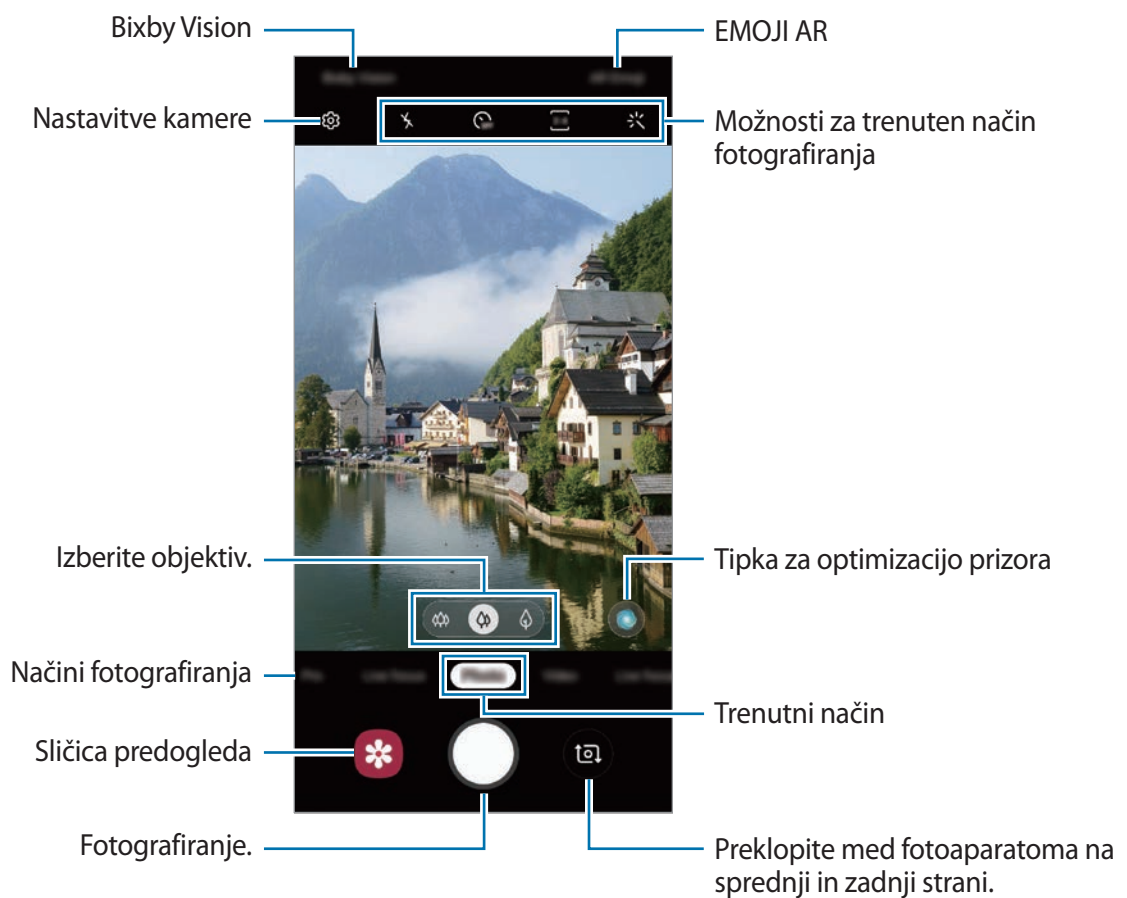 Bixby Vision
EMOJI AR
Nastavitve kamere
Možnosti za trenuten način
fotografiranja
Izberite objektiv.
Tipka za optimizacijo prizora
Načini fotografiranja
Trenutni način
Sličica predogleda
Fotografiranje.
Preklopite med fotoaparatoma na
sprednji in zadnji strani.